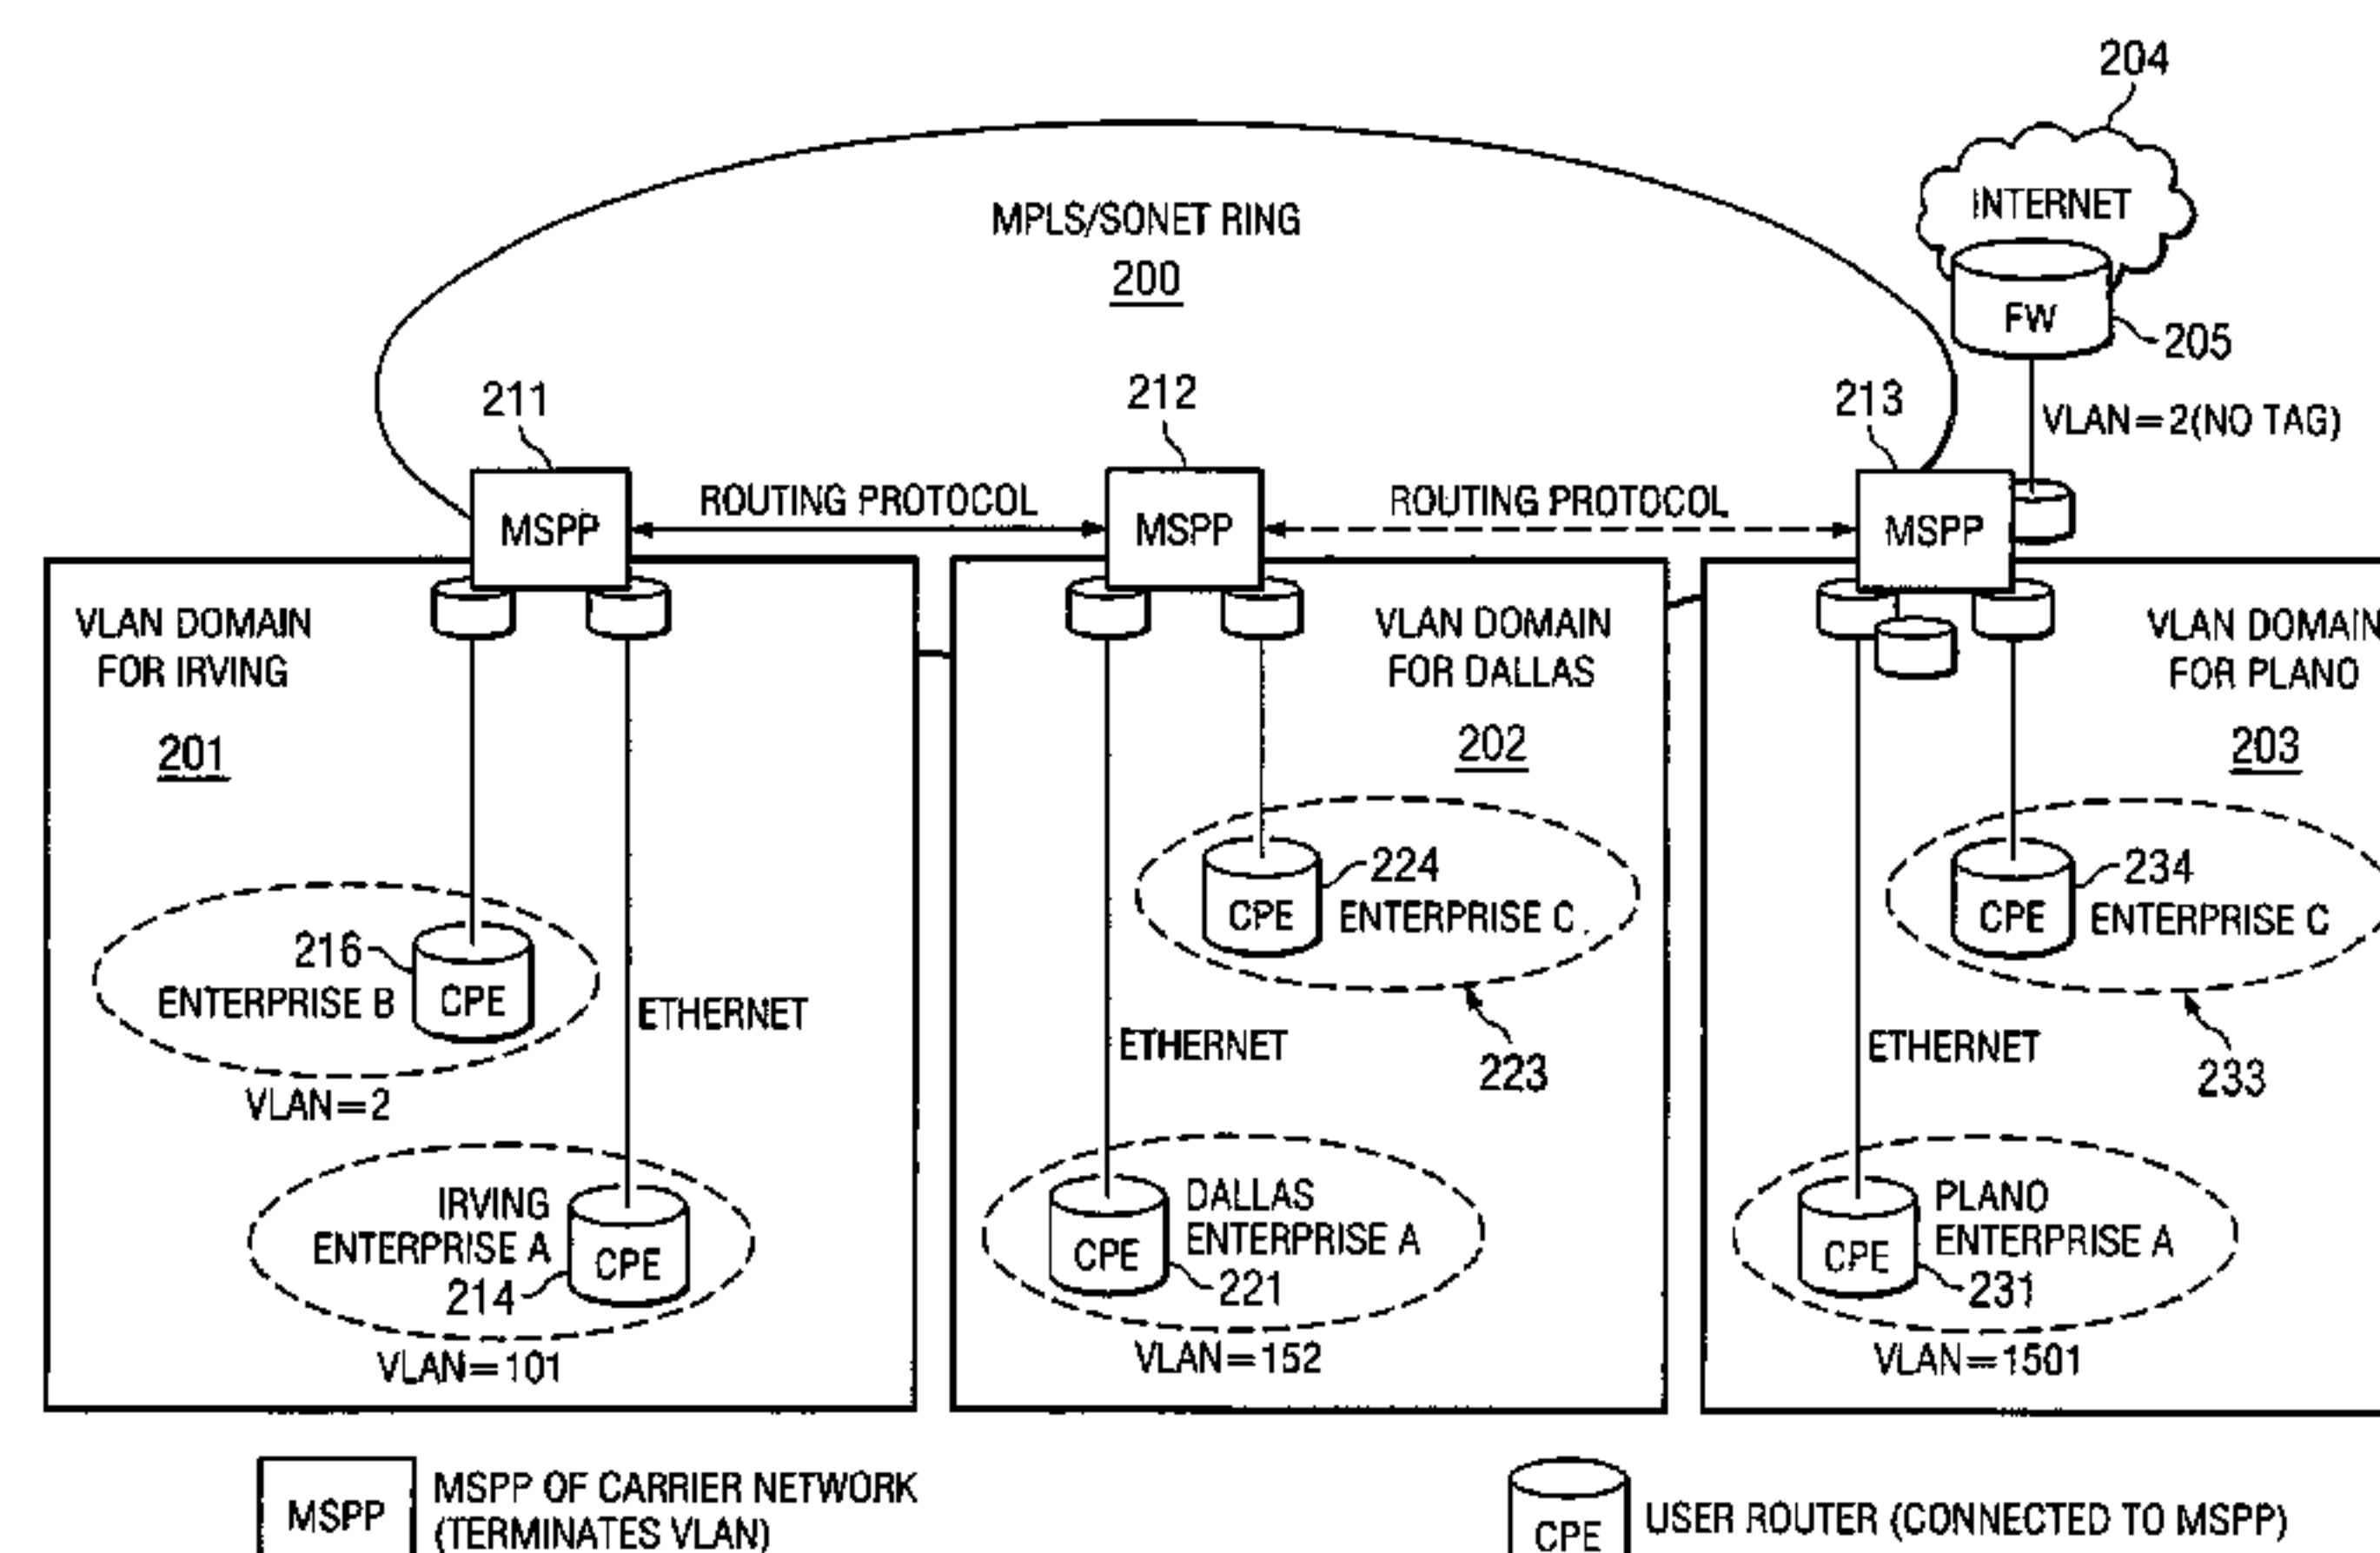 204
INTERNET
MPLS/SONET RING
200
FW
205
211
212
213
VLAN=2(NO TAG)
MSPP
ROUTING PROTOCOL
MSPP
ROUTING PROTOCOL
MSPP
VLAN DOMAIN
FOR IRVING
201
VLAN DOMAIN
FOR DALLAS
202
VLAN DOMAIN
FOR PLANO
203
216
ENTERPRISE B
CPE
VLAN=2
ETHERNET
IRVING
ENTERPRISE A
214
CPE
VLAN=101
224
CPE
ENTERPRISE C
223
ETHERNET
DALLAS
ENTERPRISE A
CPE
221
VLAN=152
234
CPE
ENTERPRISE C
233
ETHERNET
PLANO
ENTERPRISE A
CPE
231
VLAN=1501
MSPP
MSPP OF CARRIER NETWORK
(TERMINATES VLAN)
CPE
USER ROUTER (CONNECTED TO MSPP)